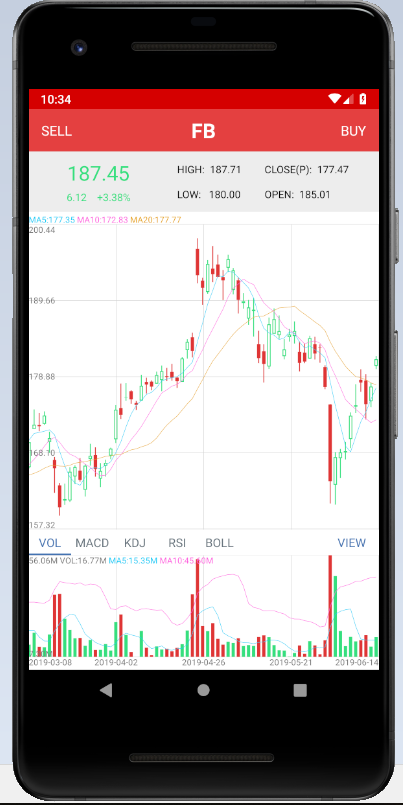 10:34
SELL FB BUY
187.45 HIGH: 187.71 CLOSE(P): 177.47
6.12 +3.38% LOW: 180.00 OPEN: 185.01
MA5:177.35 MA10:172.83 MA20:177.77
200.44
189.66
178.88
168.10
157.32
VOL MACD KDJ RSI BOLL VIEW
56.06M VOL:16.77M MA5:15.35M
2019-03-08 2019-04-02 2019-04-26 2019-05-21 2019-06-14